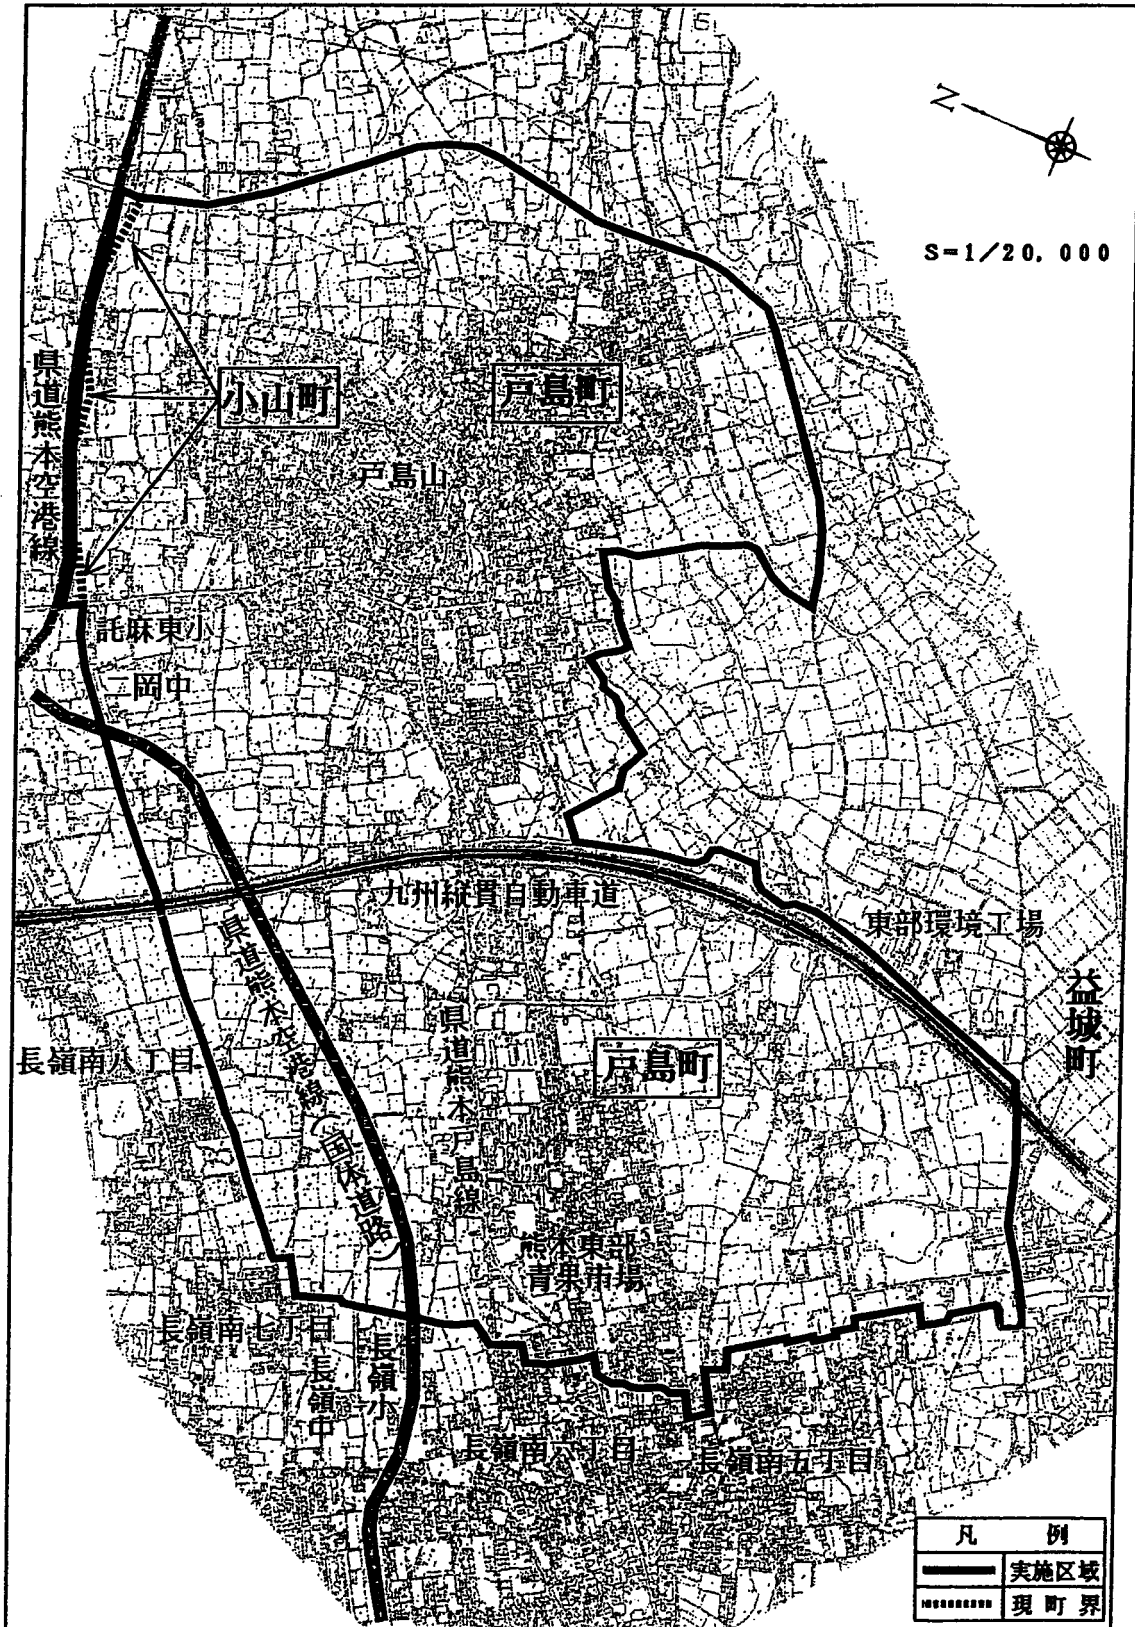 N
S=1/20,000
県道熊本空港線
小山町
戸島町
戸島山
託麻東小
二岡中
九州縦貫自動車道
東部環境工場
益城町
県道熊本空港線(国体道路)
県道熊本戸島線
長嶺南八丁目
戸島町
熊本東部
青果市場
長嶺南七丁目
長嶺中
長嶺小
長嶺南六丁目
長嶺南五丁目
凡 例
実施区域
現町界